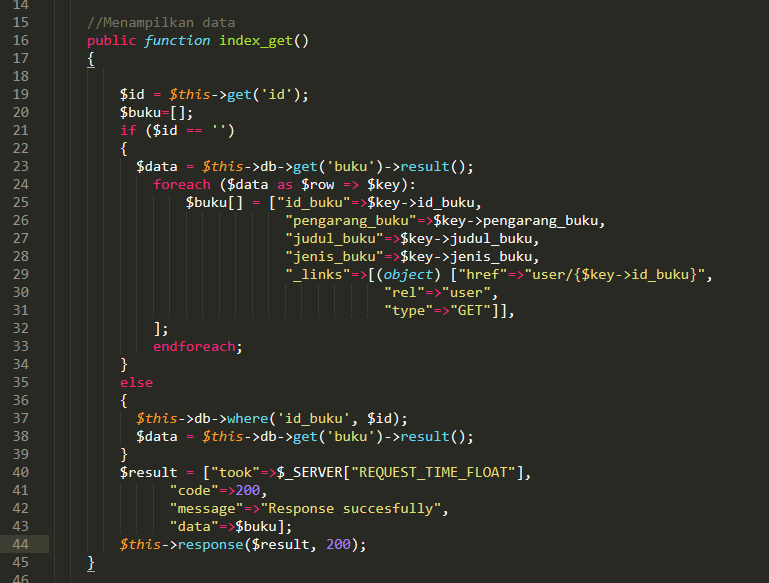 14
15 //Menampilkan data
16 public function index_get()
17 {
18
19 $id = $this->get('id');
20 $buku=[];
21 if ($id == '')
22 {
23 $data = $this->db->get('buku')->result();
24 foreach ($data as $row => $key):
25 $buku[] = ["id_buku"=>$key->id_buku,
26 "pengarang_buku"=>$key->pengarang_buku,
27 "judul_buku"=>$key->judul_buku,
28 "jenis_buku"=>$key->jenis_buku,
29 "_links"=>[(object) ["href"=>"user/{$key->id_buku}",
30 "rel"=>"user",
31 "type"=>"GET"]],
32 ];
33 endforeach;
34 }
35 else
36 {
37 $this->db->where('id_buku', $id);
38 $data = $this->db->get('buku')->result();
39 }
40 $result = ["took"=>$_SERVER["REQUEST_TIME_FLOAT"],
41 "code"=>200,
42 "message"=>"Response succesfully",
43 "data"=>$buku];
44 $this->response($result, 200);
45 }
46